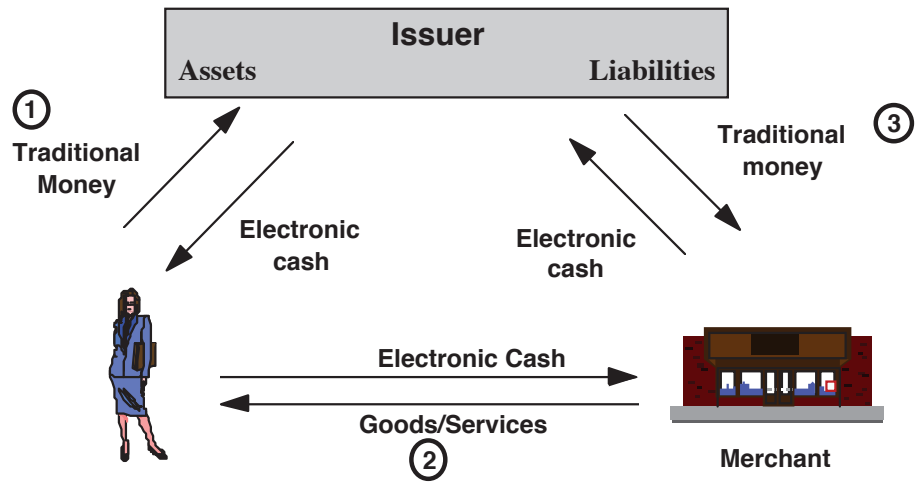 Issuer
Assets Liabilities
1
Traditional
Money
Electronic
cash
Electronic
cash
Traditional
money
3
Electronic Cash
Goods/Services
2
Merchant